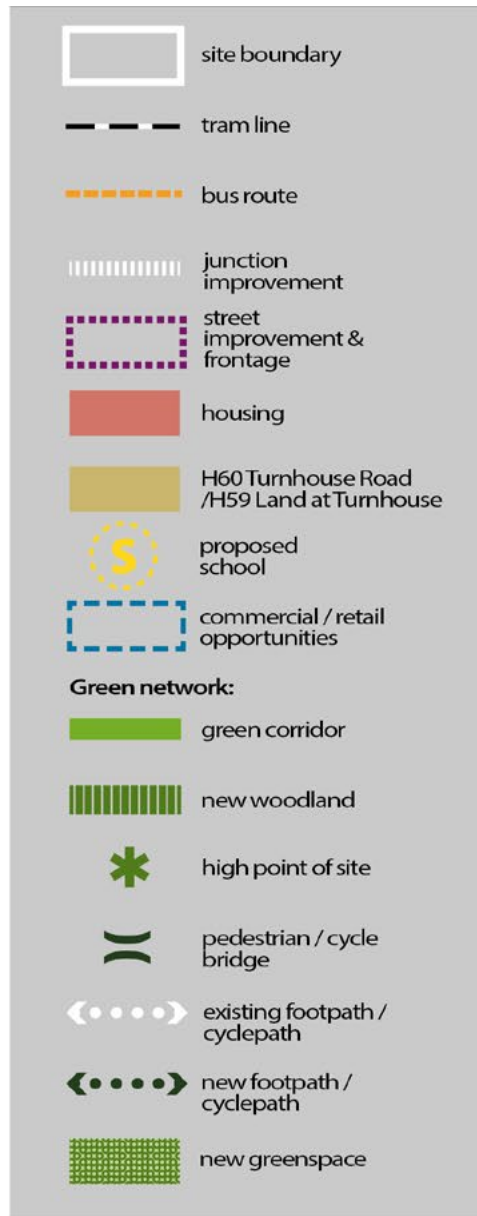 site boundary
tram line
bus route
junction
improvement
street
improvement &
frontage
housing
H60 Turnhouse Road
/H59 Land at Turnhouse
S
proposed
school
commercial / retail
opportunities
Green network:
green corridor
new woodland
high point of site
pedestrian / cycle
bridge
existing footpath /
cyclepath
new footpath /
cyclepath
new greenspace